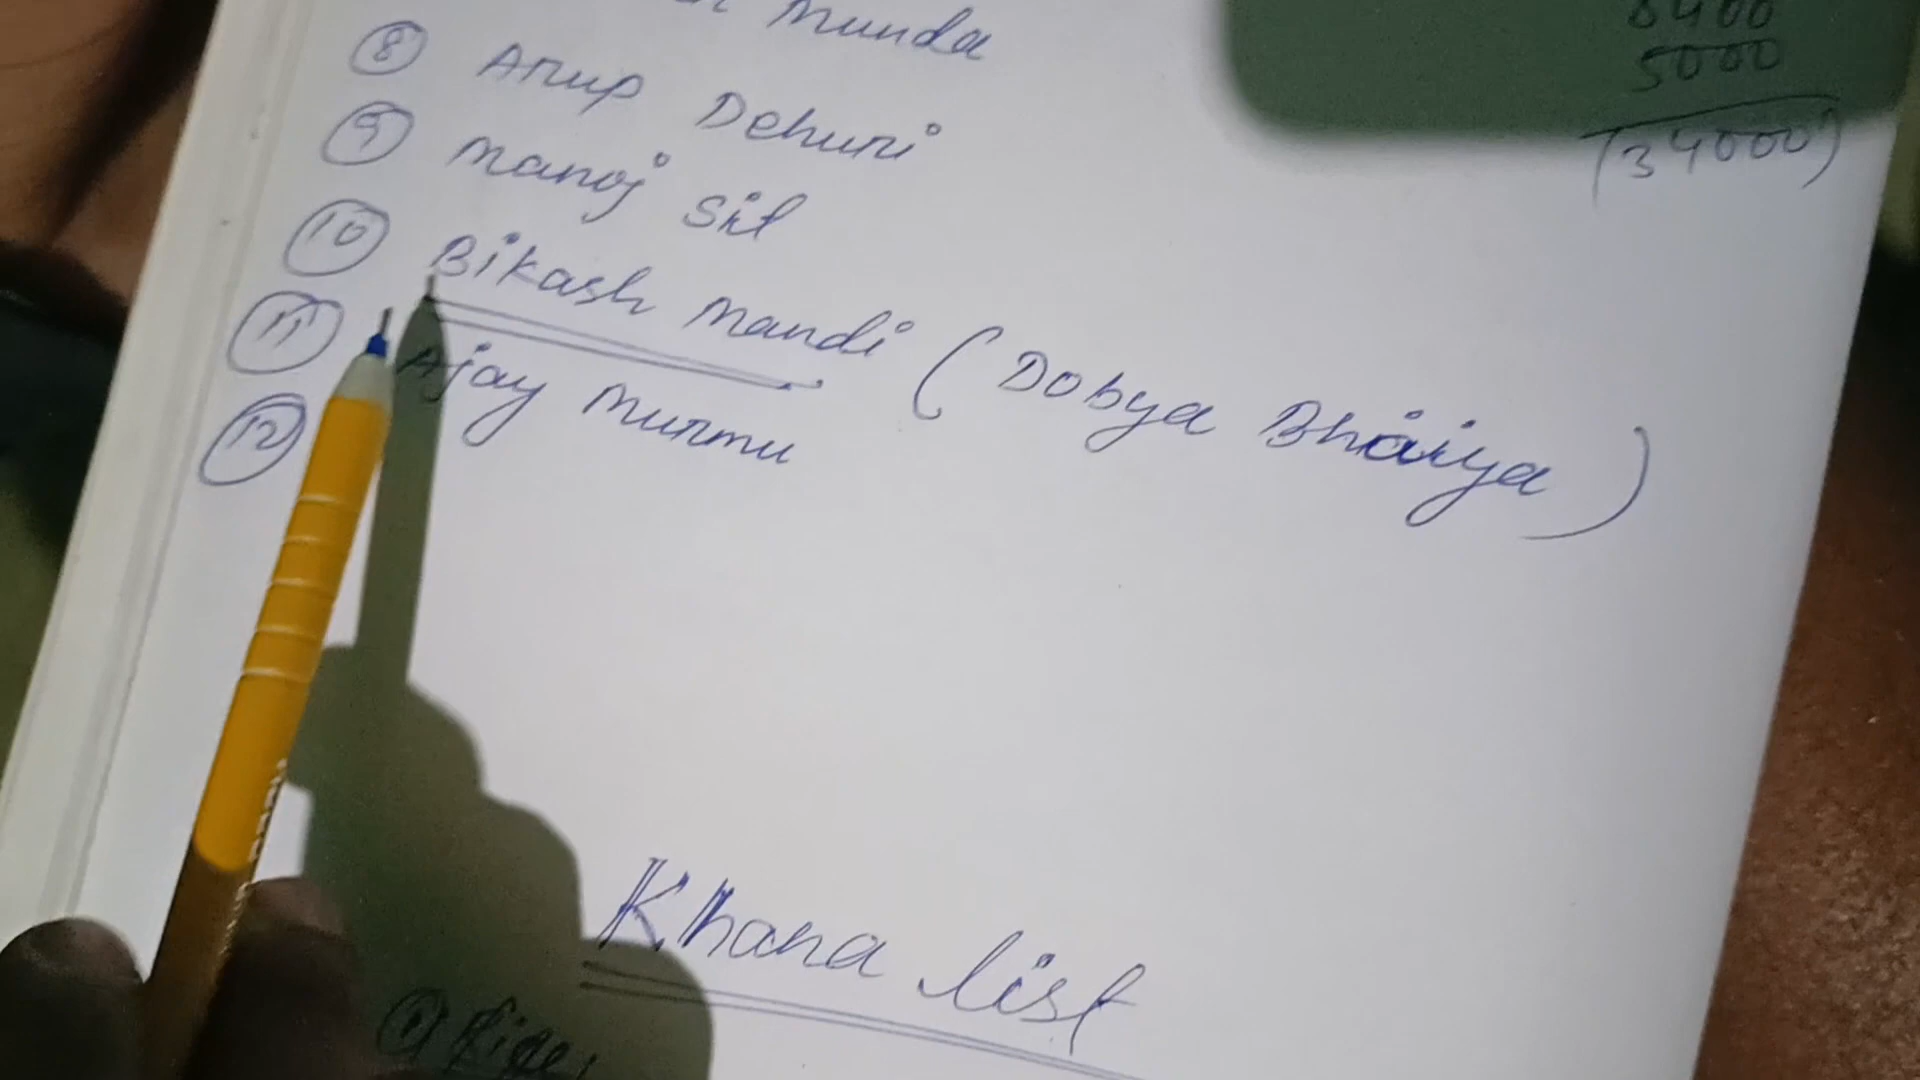 Munda
8400
5000
(34000)
⑧ Arup Dehuri
⑨ Manoj Sil
⑩ Bikash Mandi (Dobya Bhaiya)
⑪ Ajay Murmu
⑫
Khana list
①